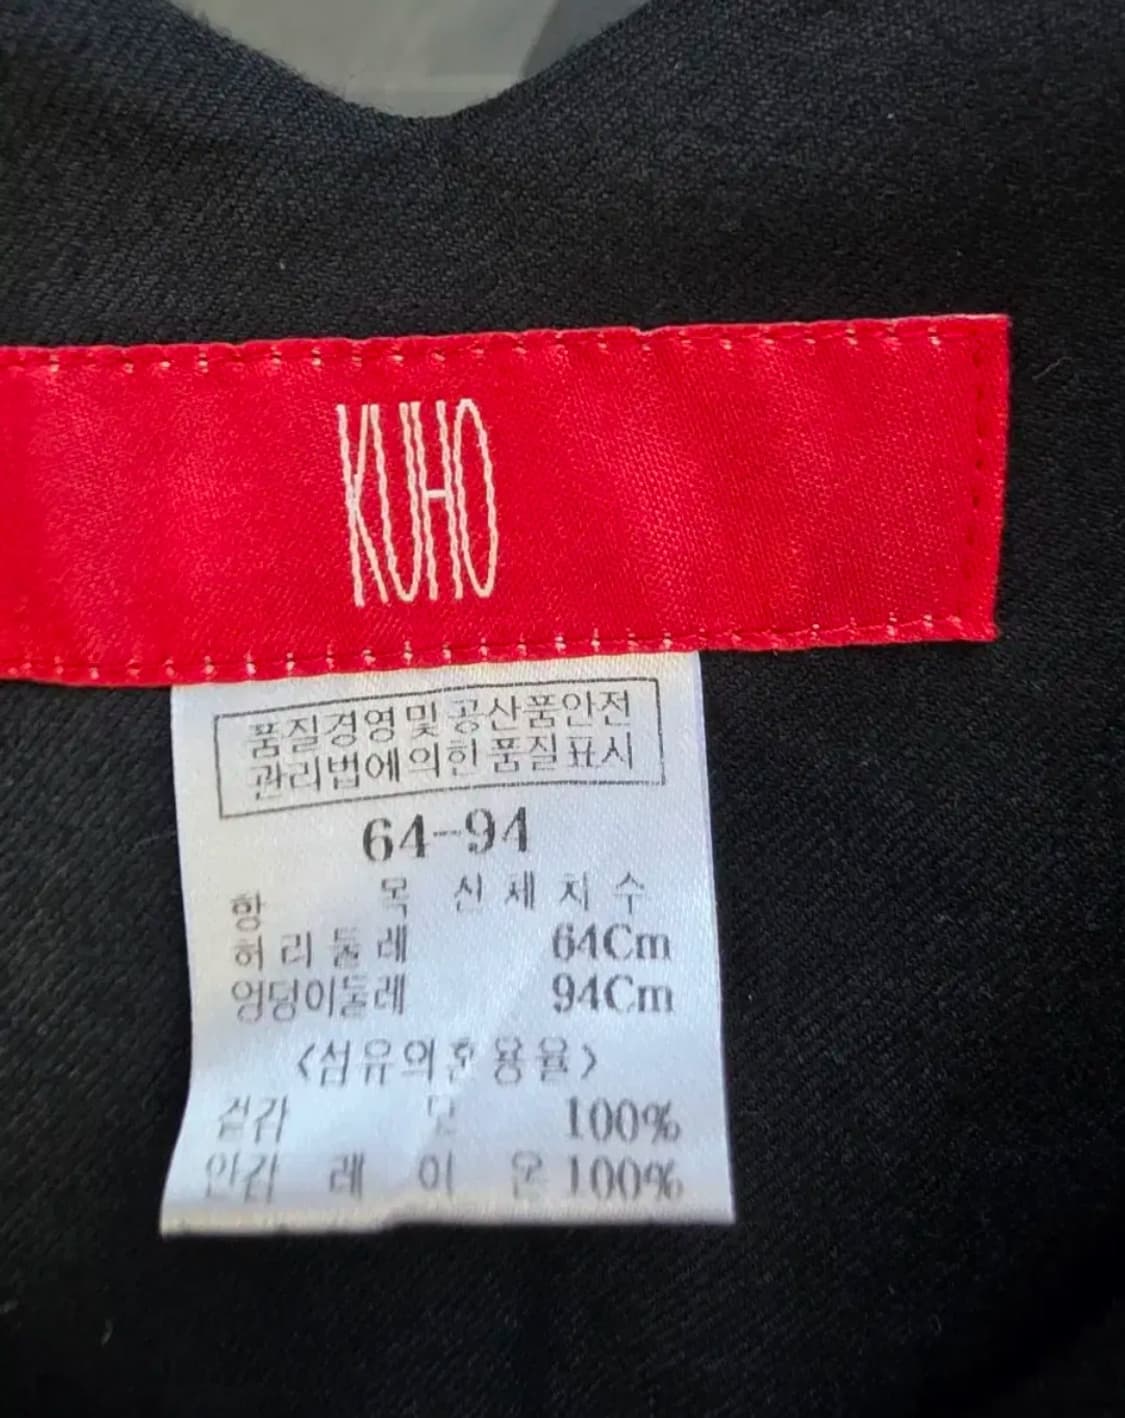 KUHO
품질경영및공산품안전
관리법에의한품질표시
64-94
항 목 신체치수
허리둘레 64Cm
엉덩이둘레 94Cm
<섬유의혼용율>
겉감 모 100%
안감 레이온 100%